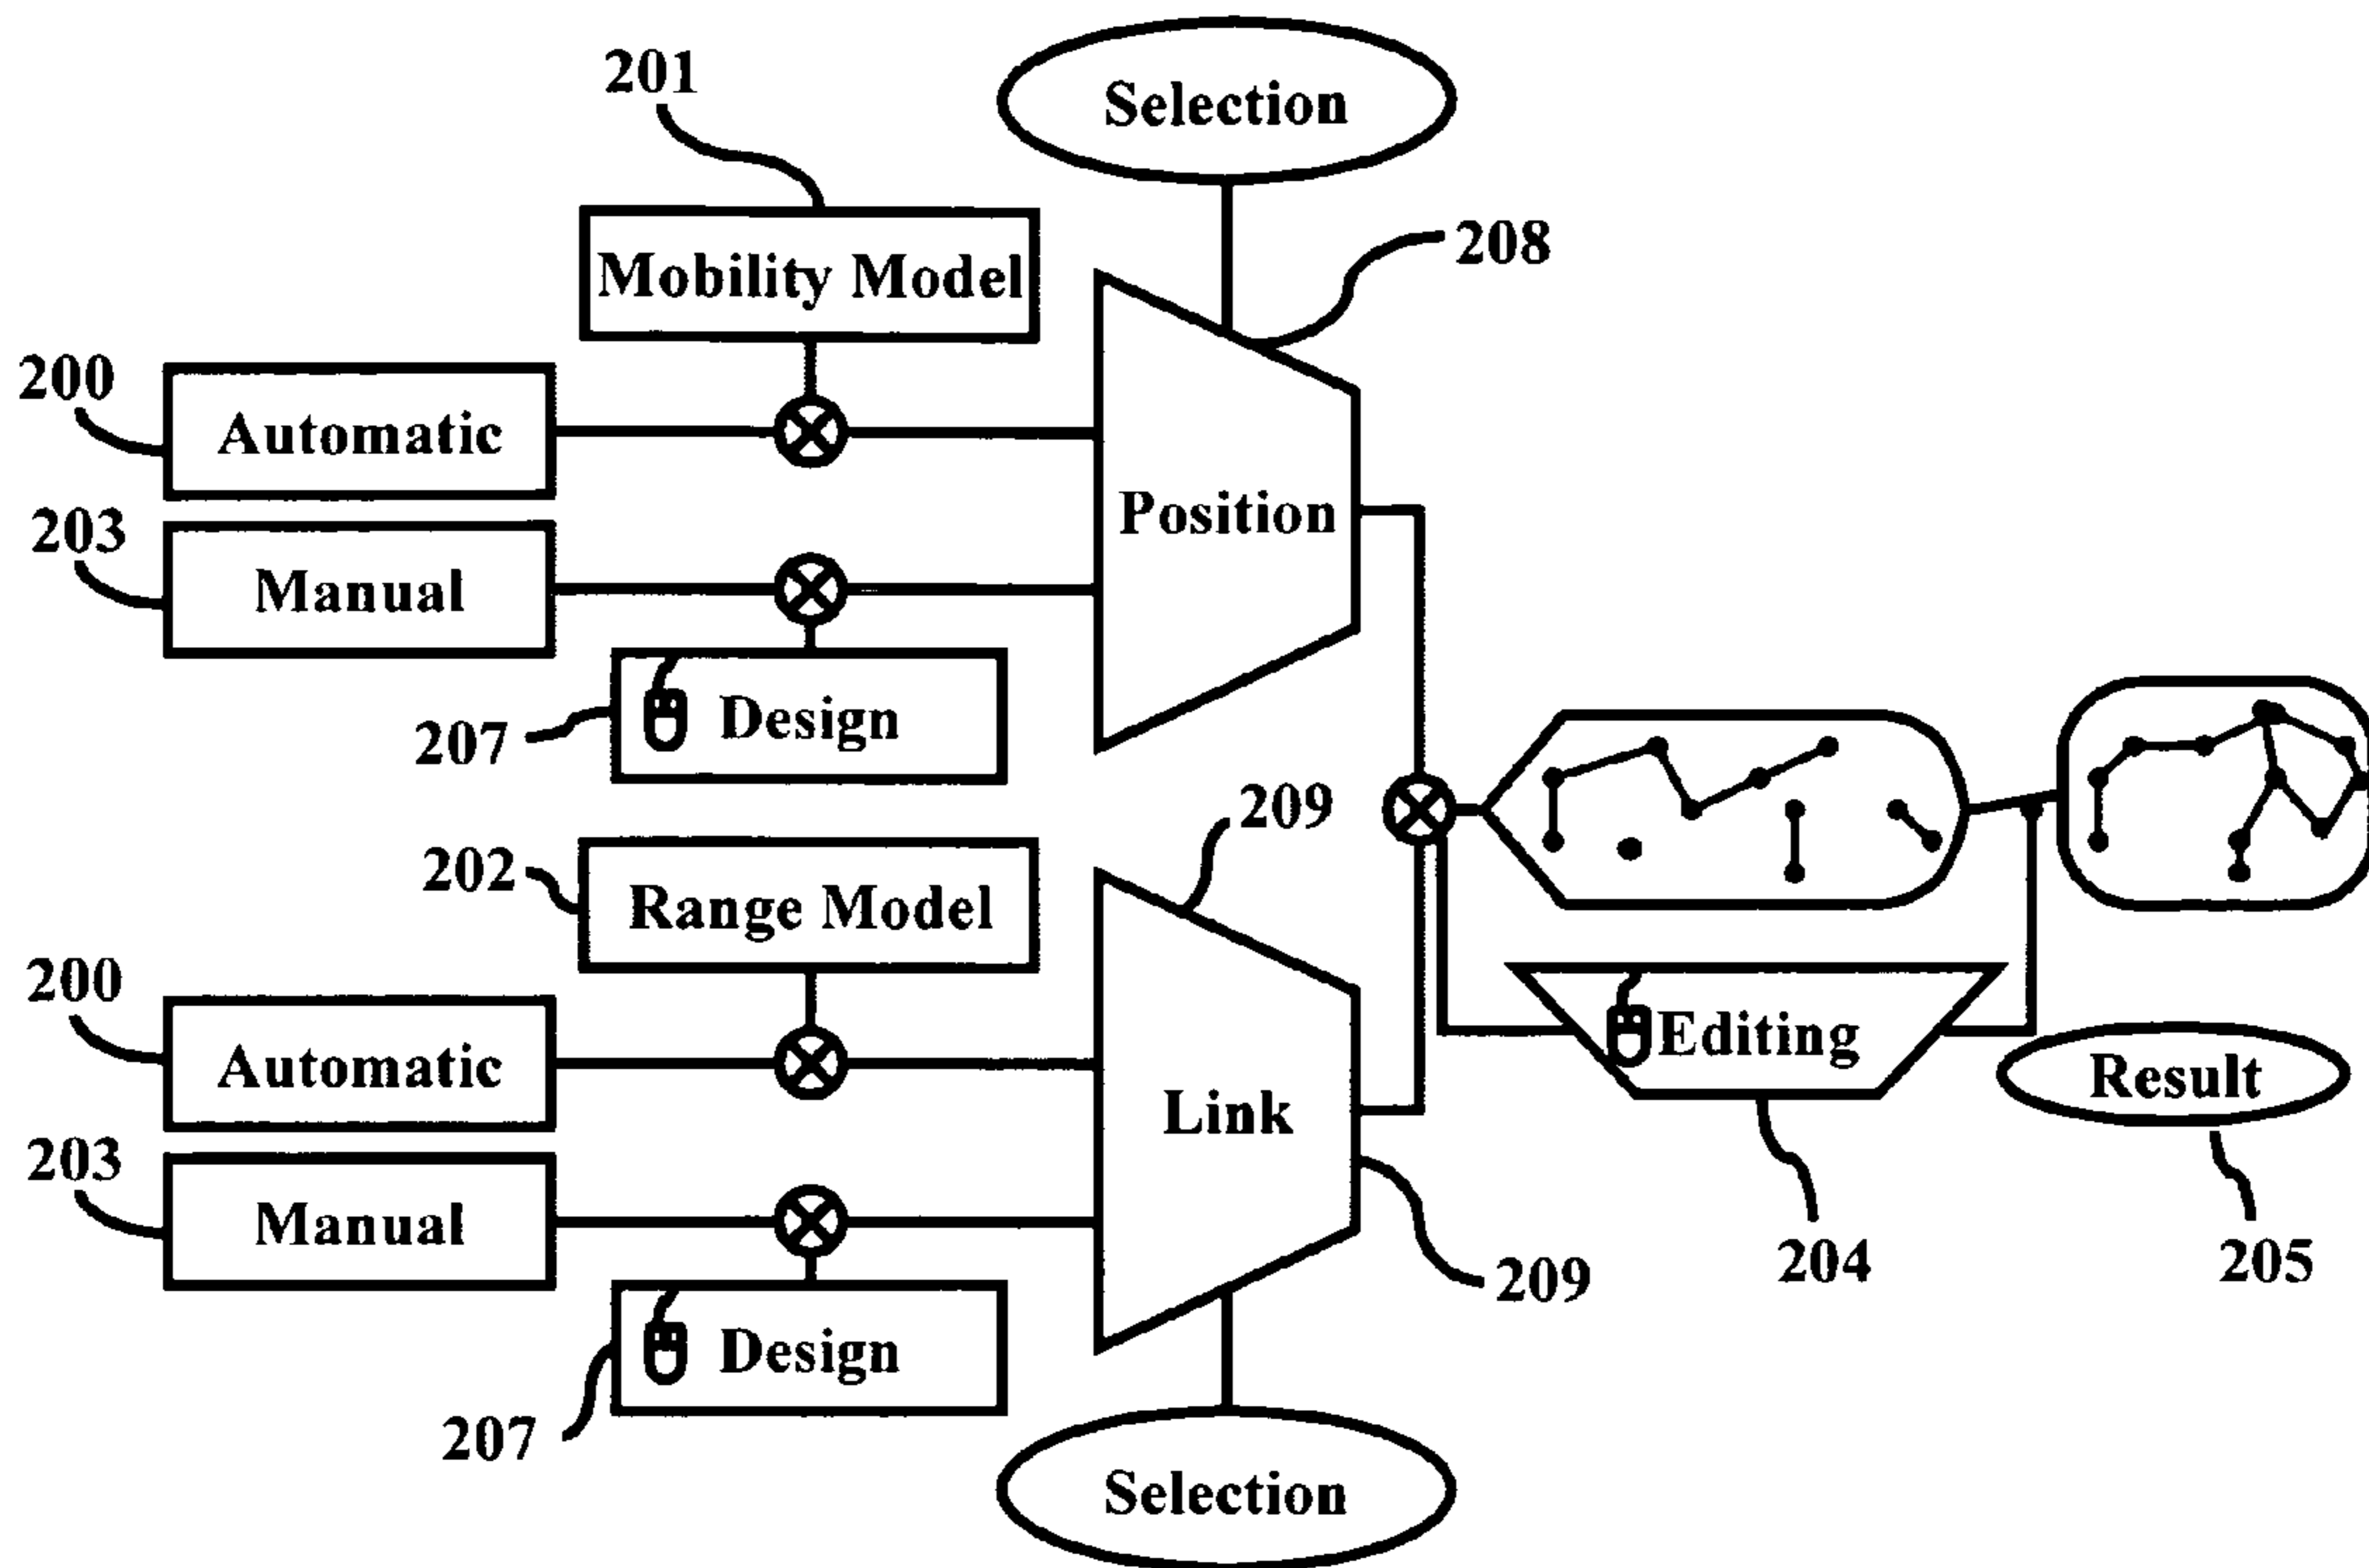 Selection
201
208
Mobility Model
200
Automatic
203
Manual
Position
207
Design
209
202
Range Model
200
Automatic
Editing
Result
203
Manual
Link
204
205
209
207
Design
Selection